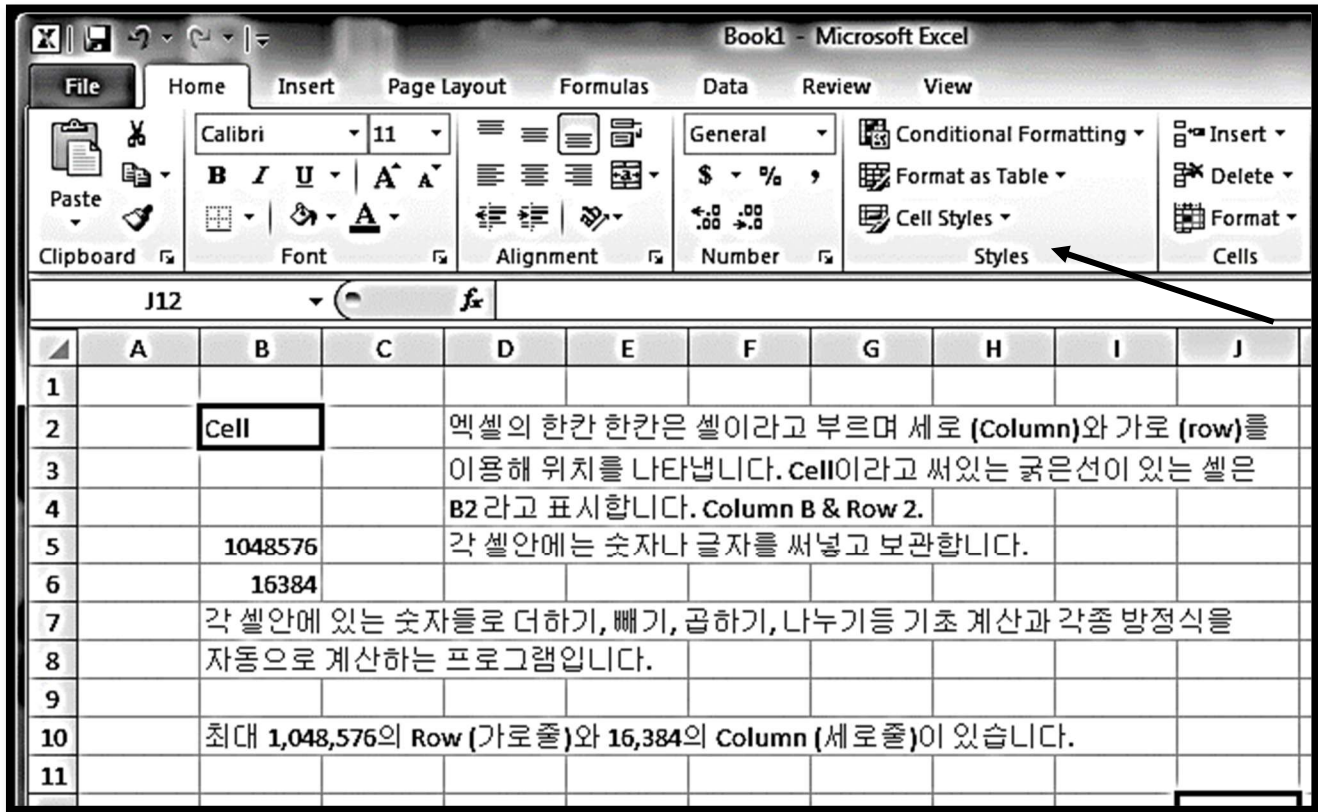 Book1 - Microsoft Excel
File Home Insert Page Layout Formulas Data Review View
Paste
Clipboard
Calibri 11
B I U A A
A
Font
a
Alignment
General
$ % ,
.0 .00
.00 .0
Number
Conditional Formatting
Format as Table
Cell Styles
Styles
Insert
Delete
Format
Cells
J12 fx
A B C D E F G H I J
1
2 Cell 엑셀의 한칸 한칸은 셀이라고 부르며 세로 (Column)와 가로 (row)를
3 이용해 위치를 나타냅니다. Cell이라고 써있는 굵은선이 있는 셀은
4 B2 라고 표시합니다. Column B & Row 2.
5 1048576 각 셀안에는 숫자나 글자를 써넣고 보관합니다.
6 16384
7 각 셀안에 있는 숫자들로 더하기, 빼기, 곱하기, 나누기등 기초 계산과 각종 방정식을
8 자동으로 계산하는 프로그램입니다.
9
10 최대 1,048,576의 Row (가로줄)와 16,384의 Column (세로줄)이 있습니다.
11